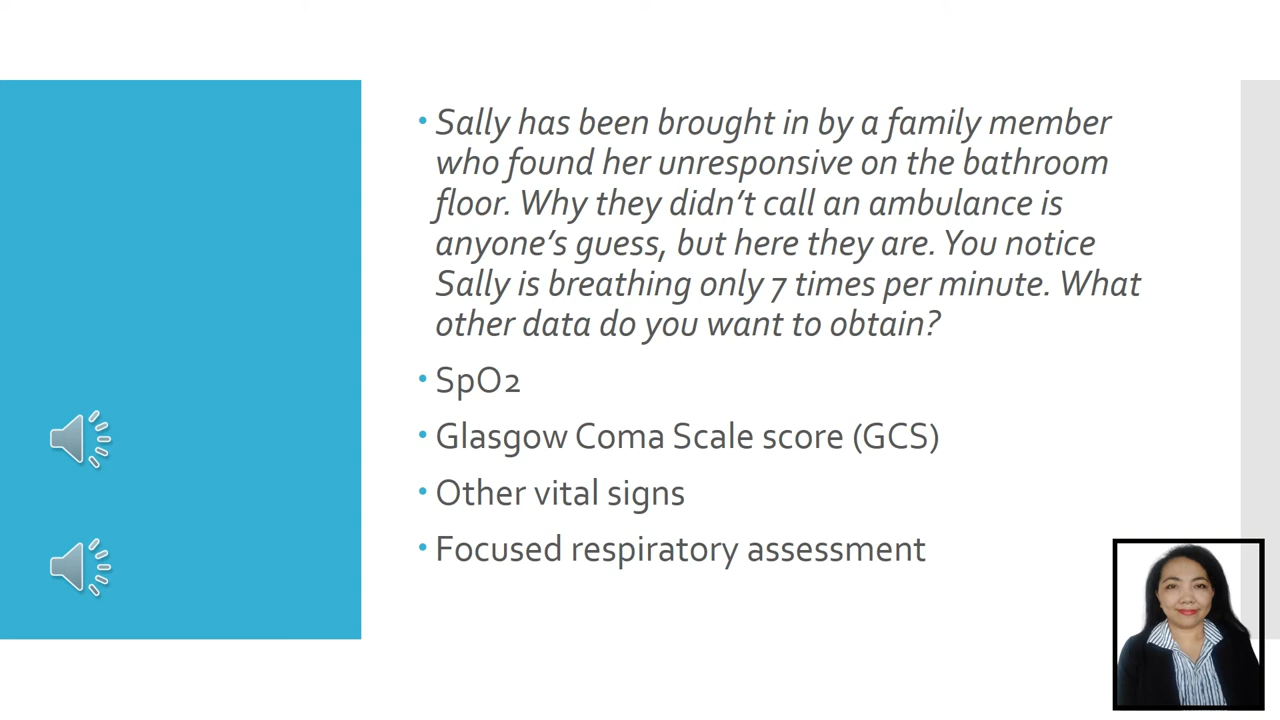 • Sally has been brought in by a family member
who found her unresponsive on the bathroom
floor. Why they didn’t call an ambulance is
anyone’s guess, but here they are. You notice
Sally is breathing only 7 times per minute. What
other data do you want to obtain?
• SpO2
• Glasgow Coma Scale score (GCS)
• Other vital signs
• Focused respiratory assessment